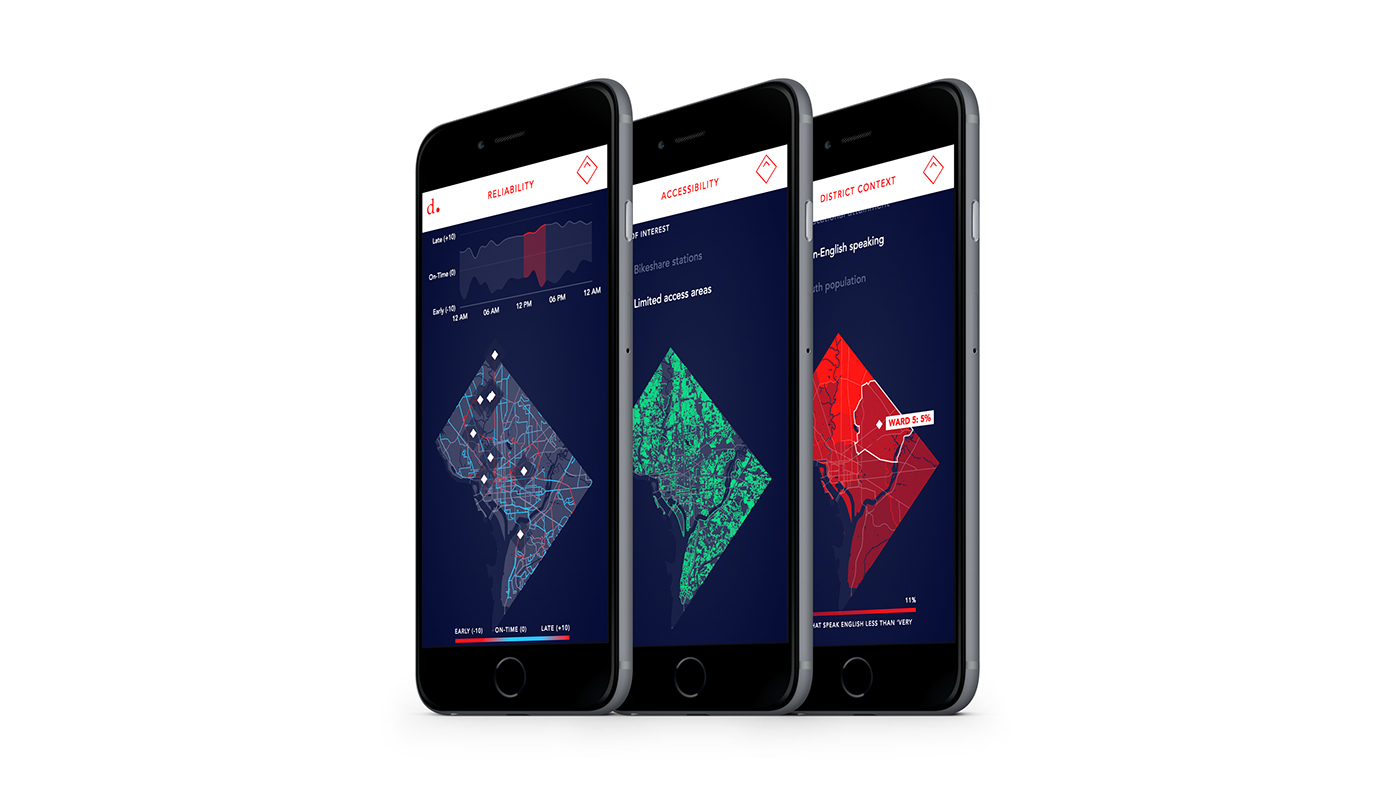 RELIABILITY
d.
Late (+10)
On-Time (0)
Early (-10)
12 AM
06 AM
12 PM
06 PM
12 AM
EARLY (-10)
ON-TIME (0)
LATE (+10)
ACCESSIBILITY
OF INTEREST
Bikeshare stations
Limited access areas
DISTRICT CONTEXT
attainment
n-English speaking
uth population
WARD 5: 5%
11%
HAT SPEAK ENGLISH LESS THAN 'VERY